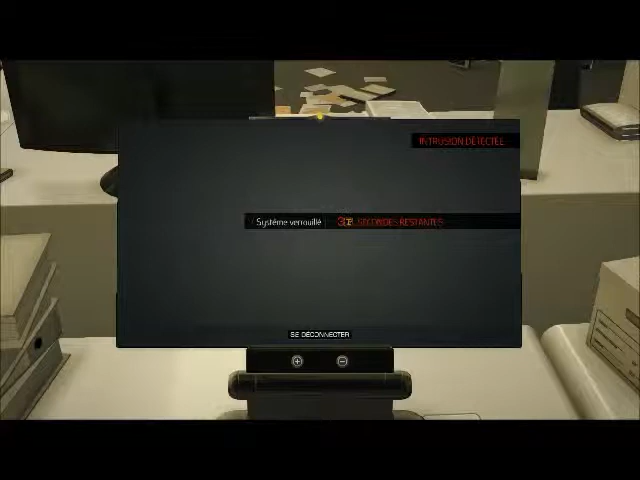 INTRUSION DÉTECTÉE
Système verrouillé
SECONDES RESTANTES
SE DÉCONNECTER